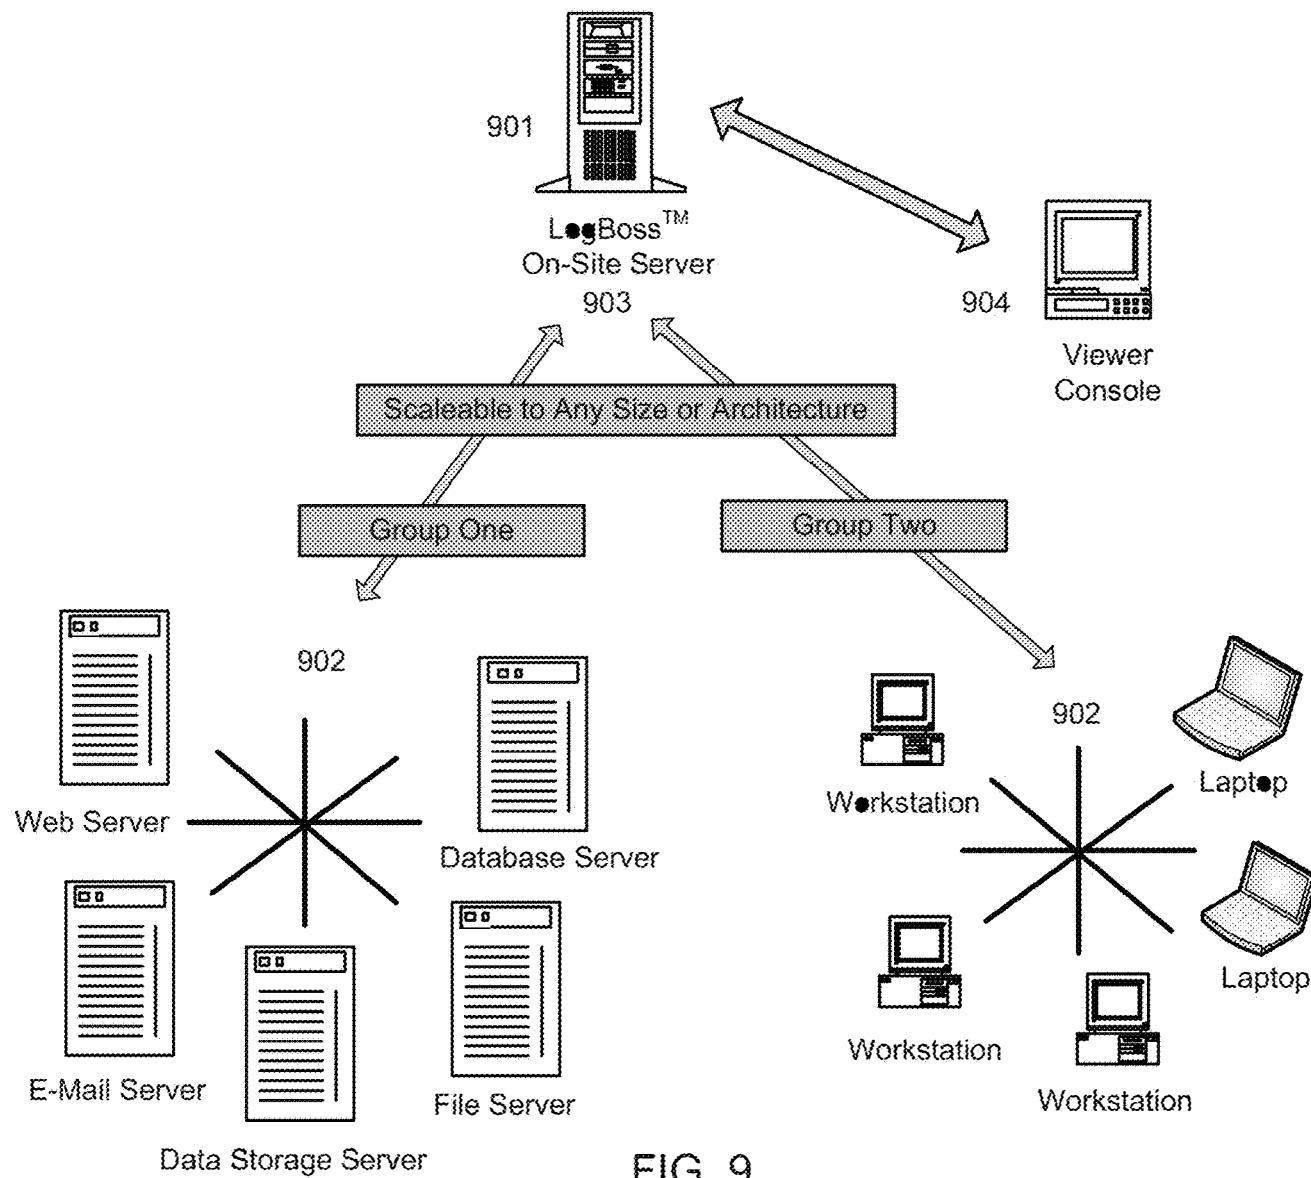 901
LogBoss™
On-Site Server
903
904
Viewer
Console
Scaleable to Any Size or Architecture
Group One
Group Two
902
902
Web Server
Database Server
Workstation
Laptop
E-Mail Server
Data Storage Server
File Server
Workstation
Workstation
Laptop
FIG. 9